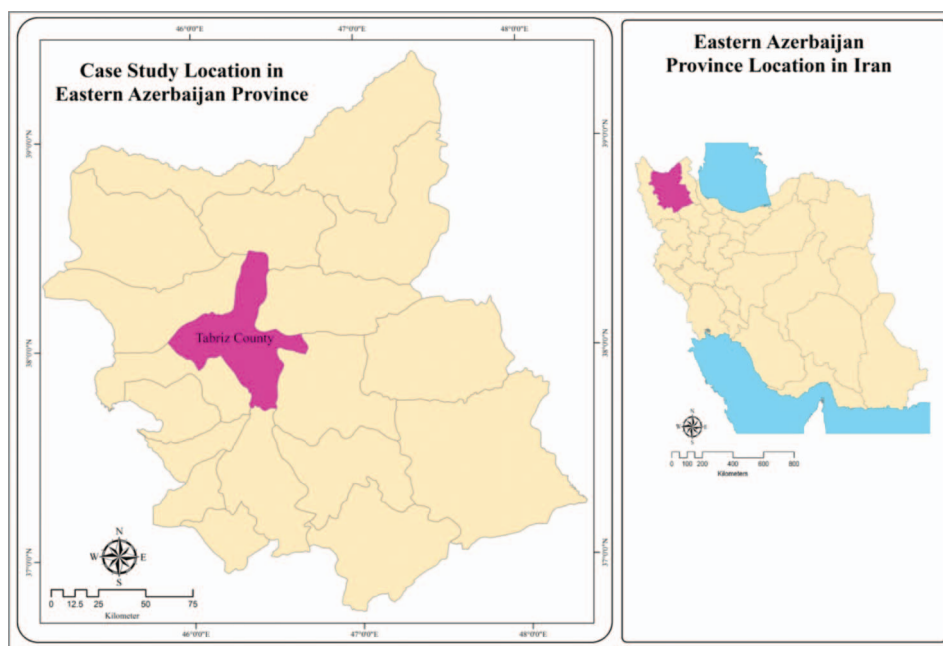 46°0'0"E 47°0'0"E 48°0'0"E
Case Study Location in
Eastern Azerbaijan Province
39°0'0"N
39°0'0"N
Tabriz County
38°0'0"N
38°0'0"N
37°0'0"N
37°0'0"N
N
W E
S
0 12.5 25 50 75
Kilometer
46°0'0"E 47°0'0"E 48°0'0"E
Eastern Azerbaijan
Province Location in Iran
N
W E
S
0 100 200 400 600 800
Kilometers